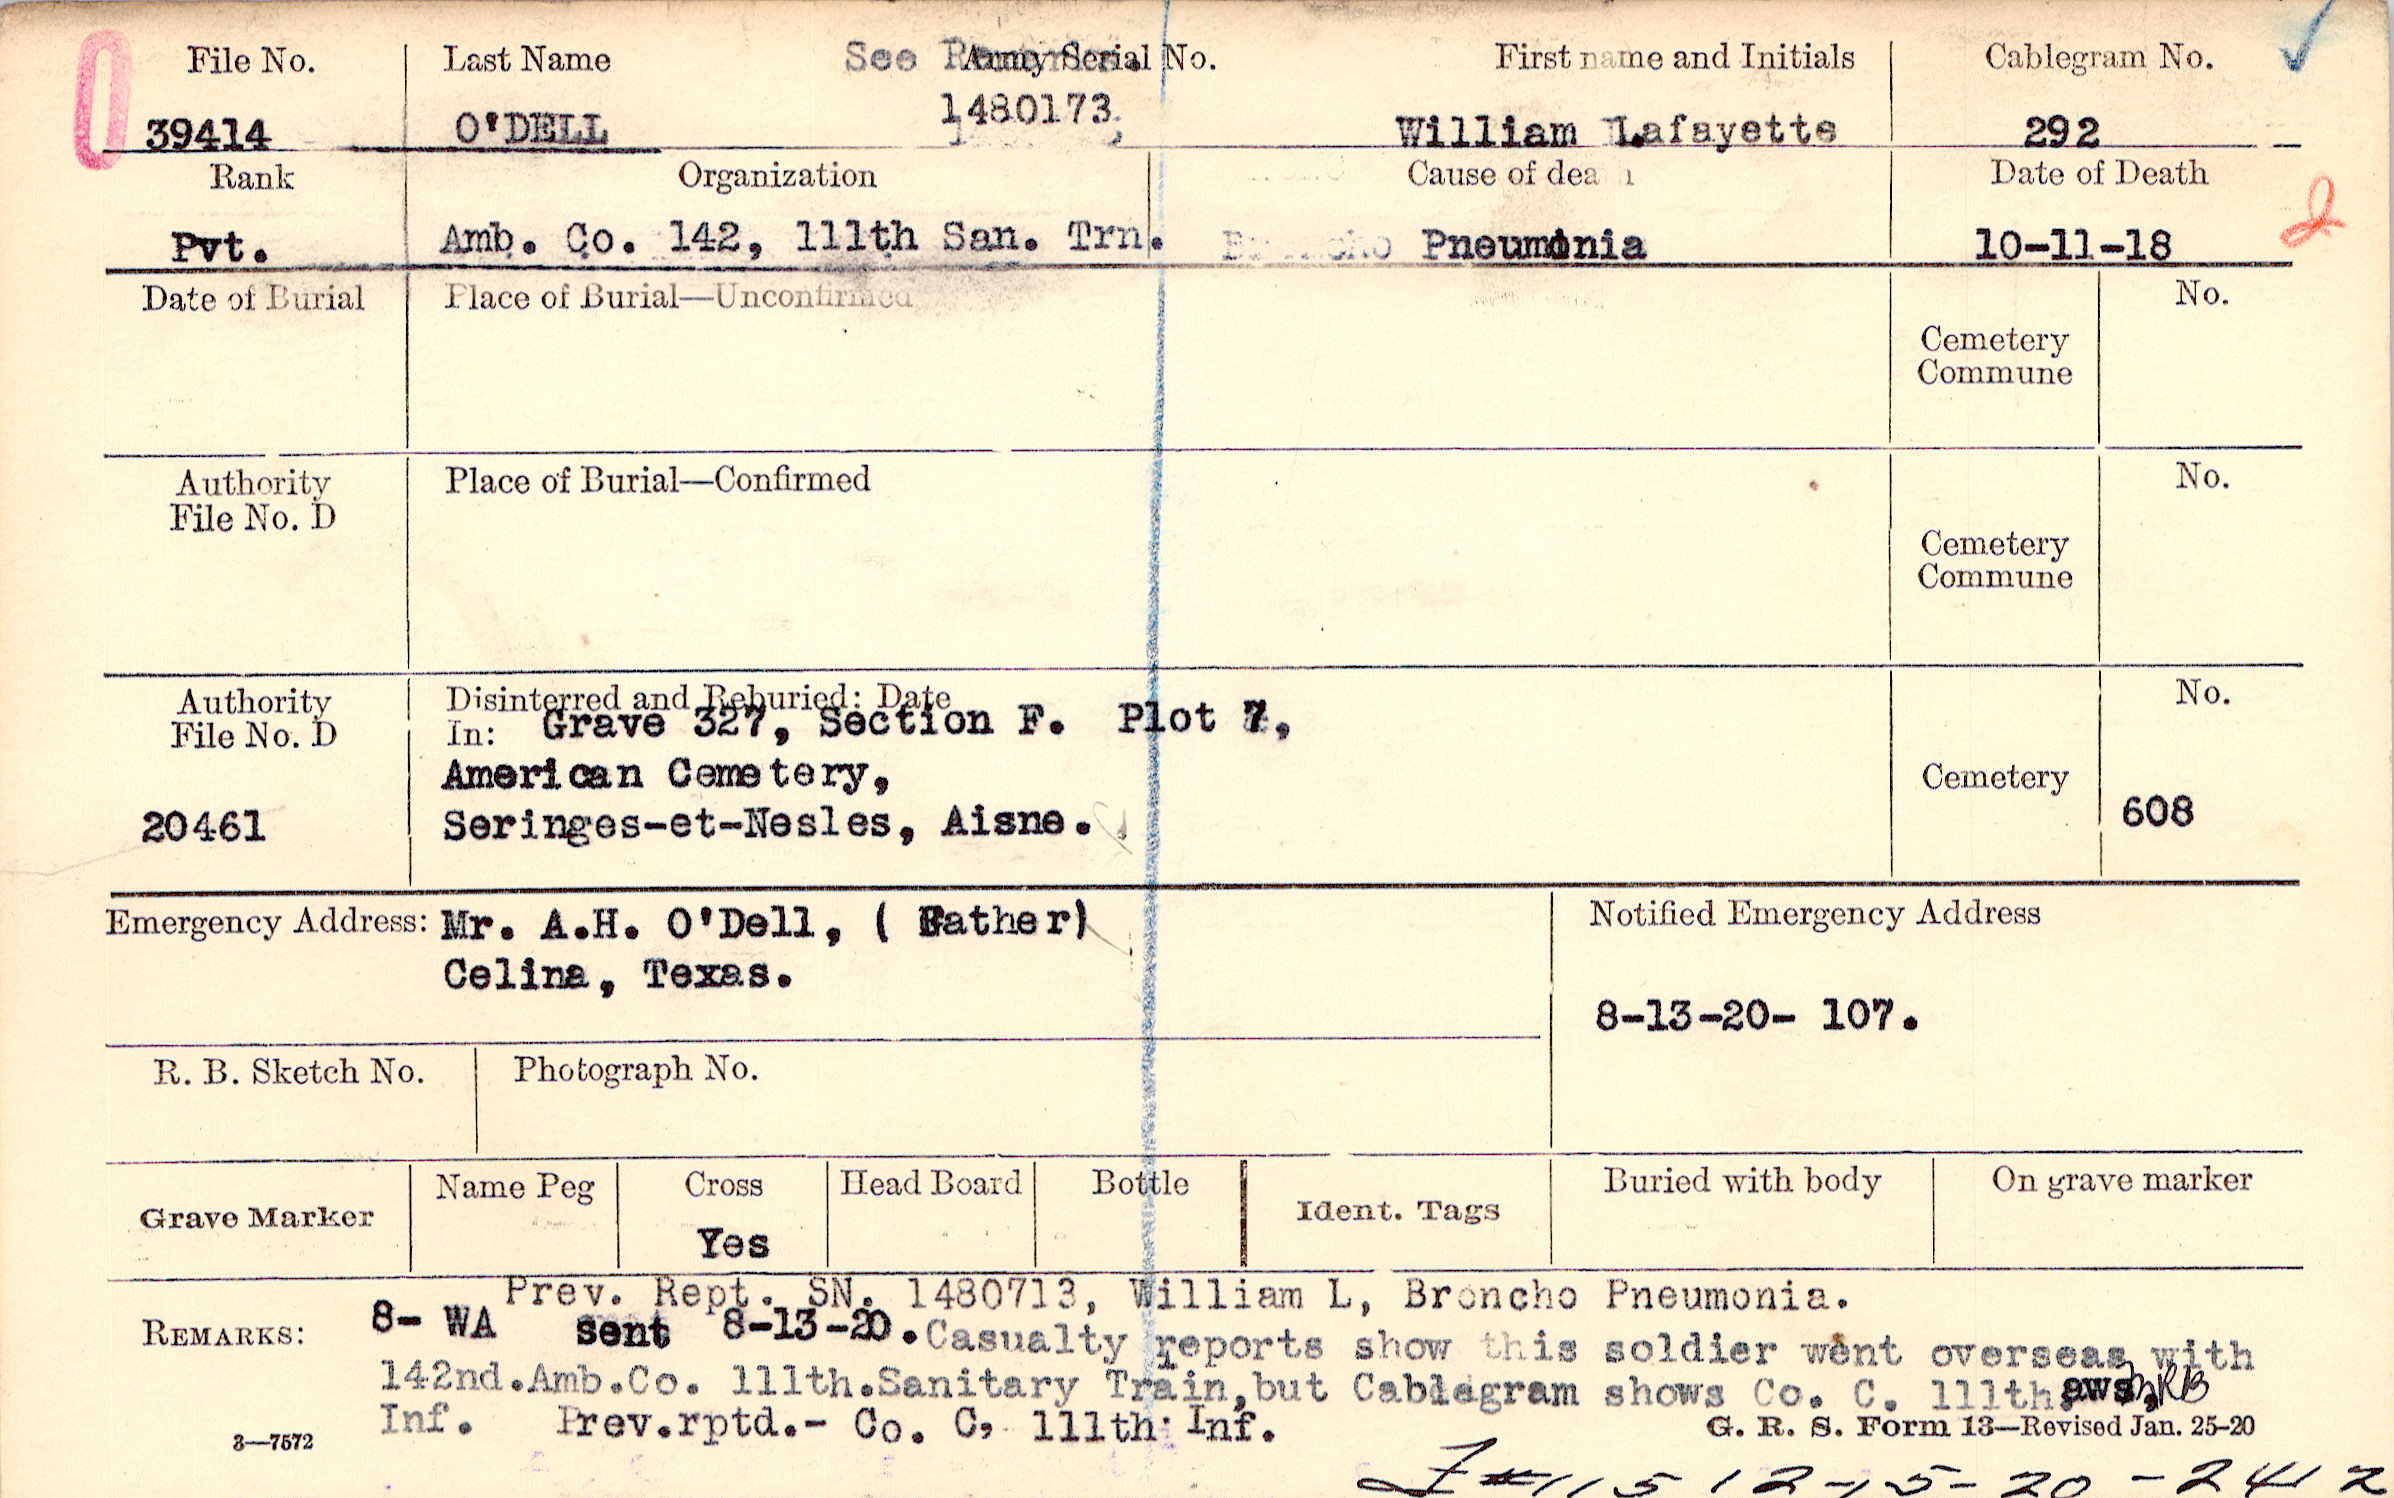 File No. Last Name See Remarks. Army Serial No. First name and Initials Cablegram No.
39414 O'DELL 1480173 William Lafayette 292
Rank Organization Cause of death Date of Death
Pvt. Amb. Co. 142, 111th San. Trn. Broncho Pneumonia 10-11-18
Date of Burial Place of Burial—Unconfirmed No.
Cemetery
Commune
Authority Place of Burial—Confirmed No.
File No. D
Cemetery
Commune
Authority Disinterred and Reburied: Date No.
File No. D In: Grave 327, Section F. Plot 7,
American Cemetery, Cemetery
20461 Seringes-et-Nesles, Aisne. 608
Emergency Address: Mr. A.H. O'Dell, ( Father) Notified Emergency Address
Celina, Texas.
8-13-20- 107.
R. B. Sketch No. Photograph No.
Name Peg Cross Head Board Bottle Buried with body On grave marker
Grave Marker Ident. Tags
Yes
Prev. Rept. SN. 1480713, William L, Broncho Pneumonia.
REMARKS: 8- WA sent 8-13-20. Casualty reports show this soldier went overseas with
142nd.Amb.Co. 111th.Sanitary Train,but Cablegram shows Co. C. 111th. aws,
Inf. Prev.rptd.- Co. C, 111th Inf.
3—7572 G. R. S. Form 13—Revised Jan. 25-20